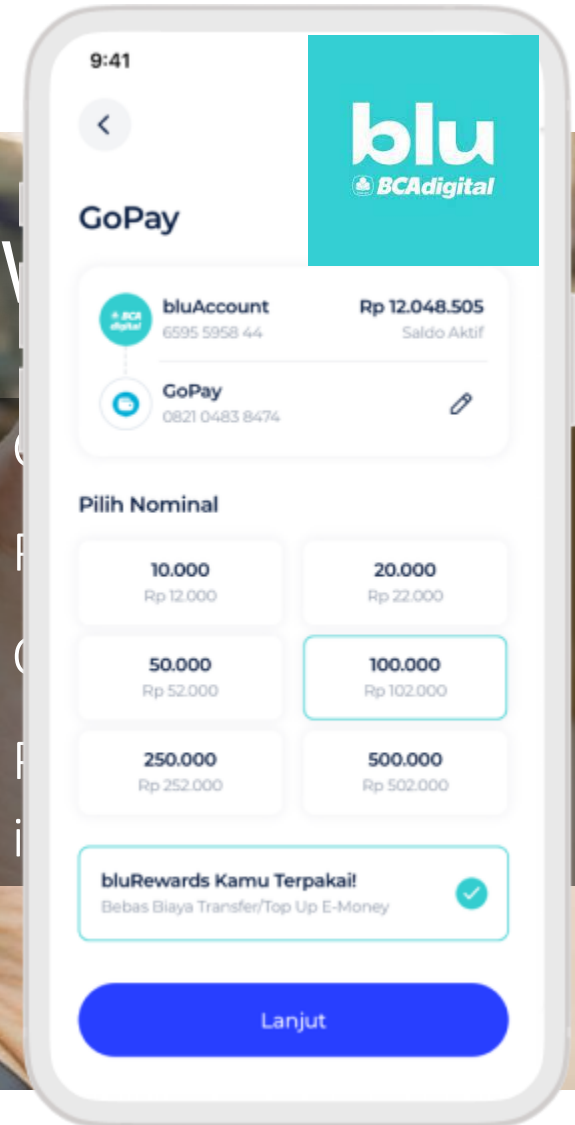 9:41
blu
BCAdigital
GoPay
BCA
digital
bluAccount
Rp 12.048.505
6595 5958 44
Saldo Aktif
GoPay
0821 0483 8474
Pilih Nominal
10.000
20.000
Rp 12.000
Rp 22.000
50.000
100.000
Rp 52.000
Rp 102.000
250.000
500.000
Rp 252.000
Rp 502.000
bluRewards Kamu Terpakai!
Bebas Biaya Transfer/Top Up E-Money
Lanjut